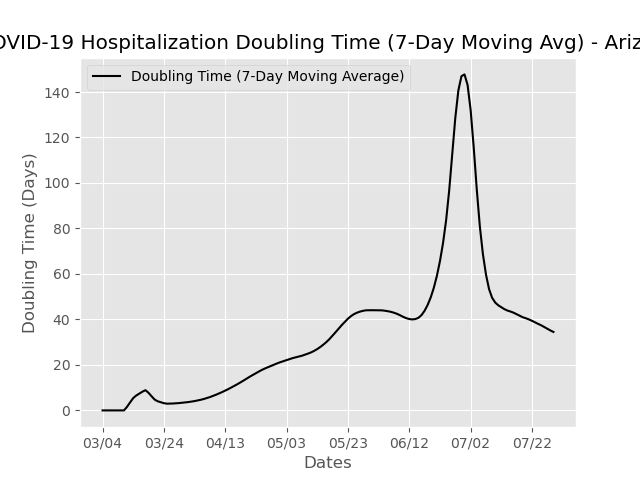 OVID-19 Hospitalization Doubling Time (7-Day Moving Avg) - Ariz
Doubling Time (7-Day Moving Average)
Doubling Time (Days)
140
120
100
80
60
40
20
0
03/04 03/24 04/13 05/03 05/23 06/12 07/02 07/22
Dates